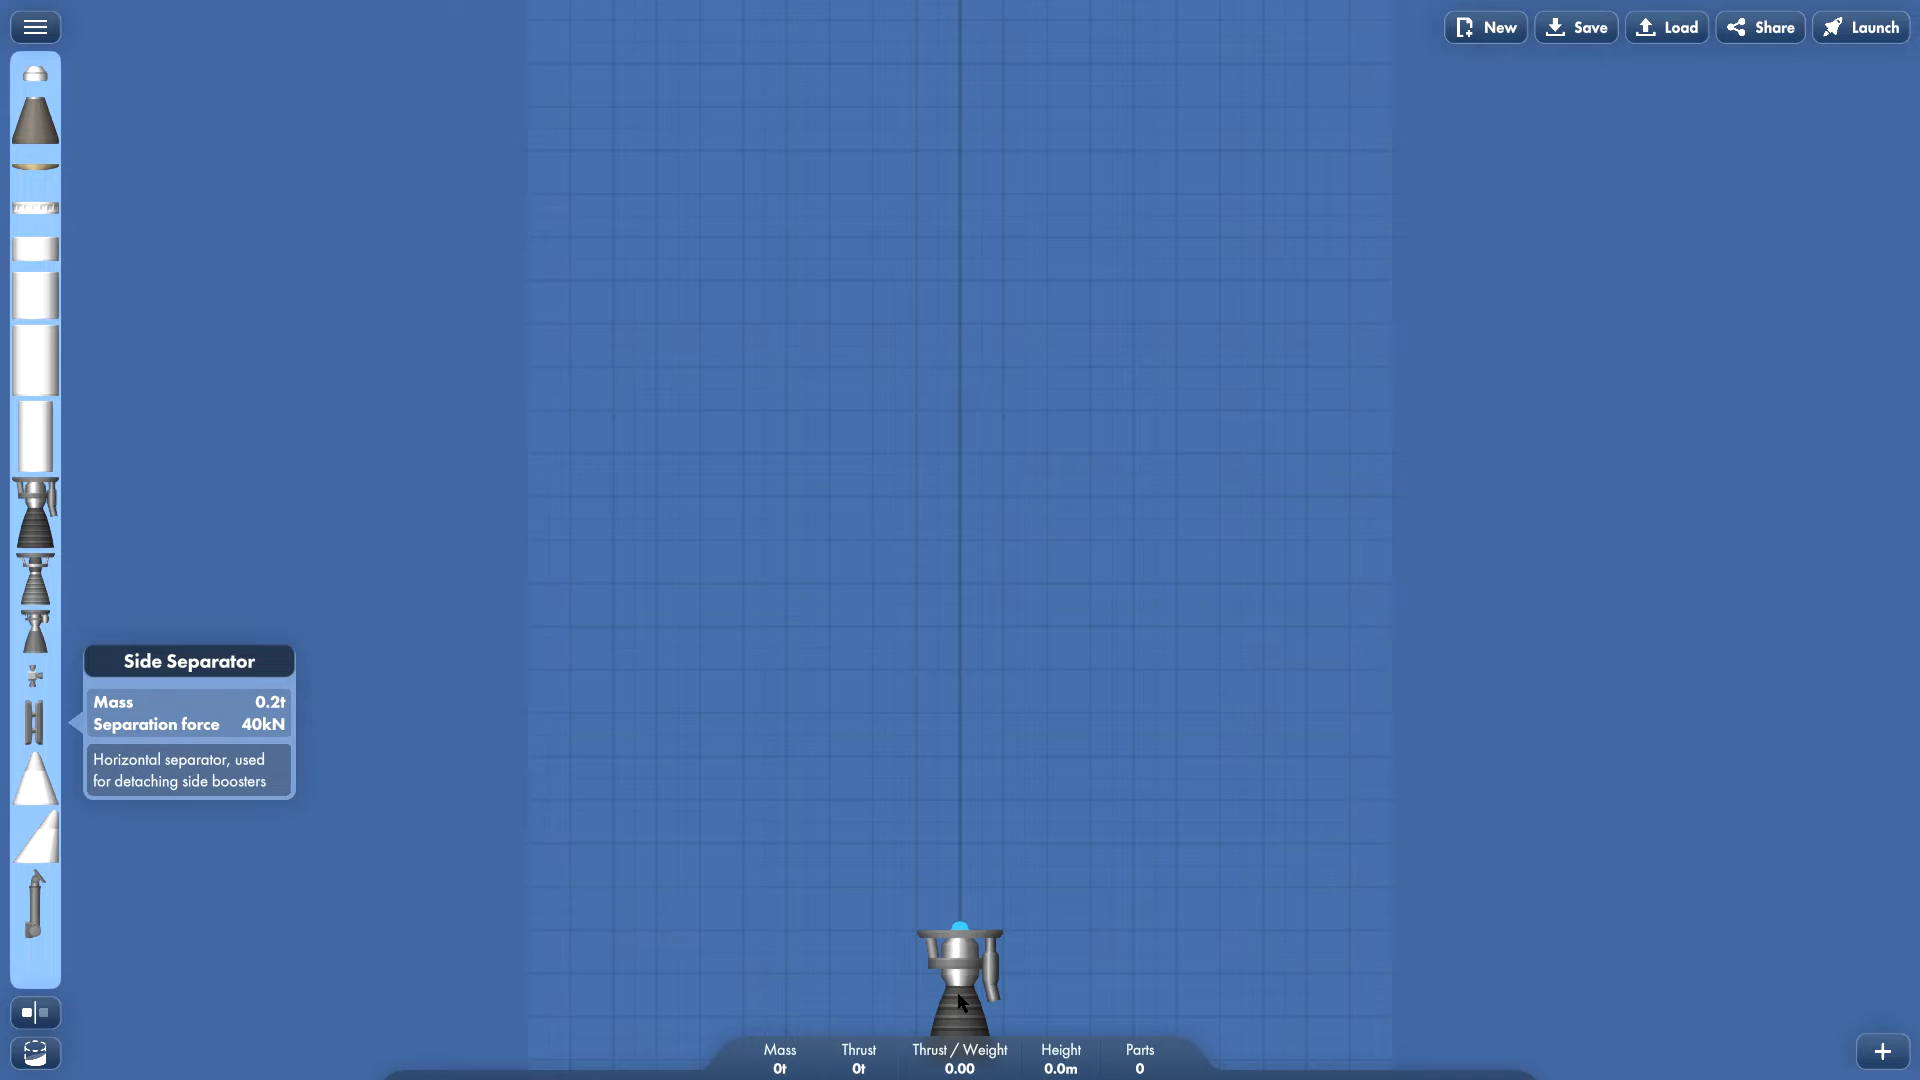 New
Save
Load
Share
Launch
Side Separator
Mass 0.2t
Separation force 40kN
Horizontal separator, used
for detaching side boosters
Mass Thrust Thrust / Weight Height Parts
0t 0t 0.00 0.0m 0